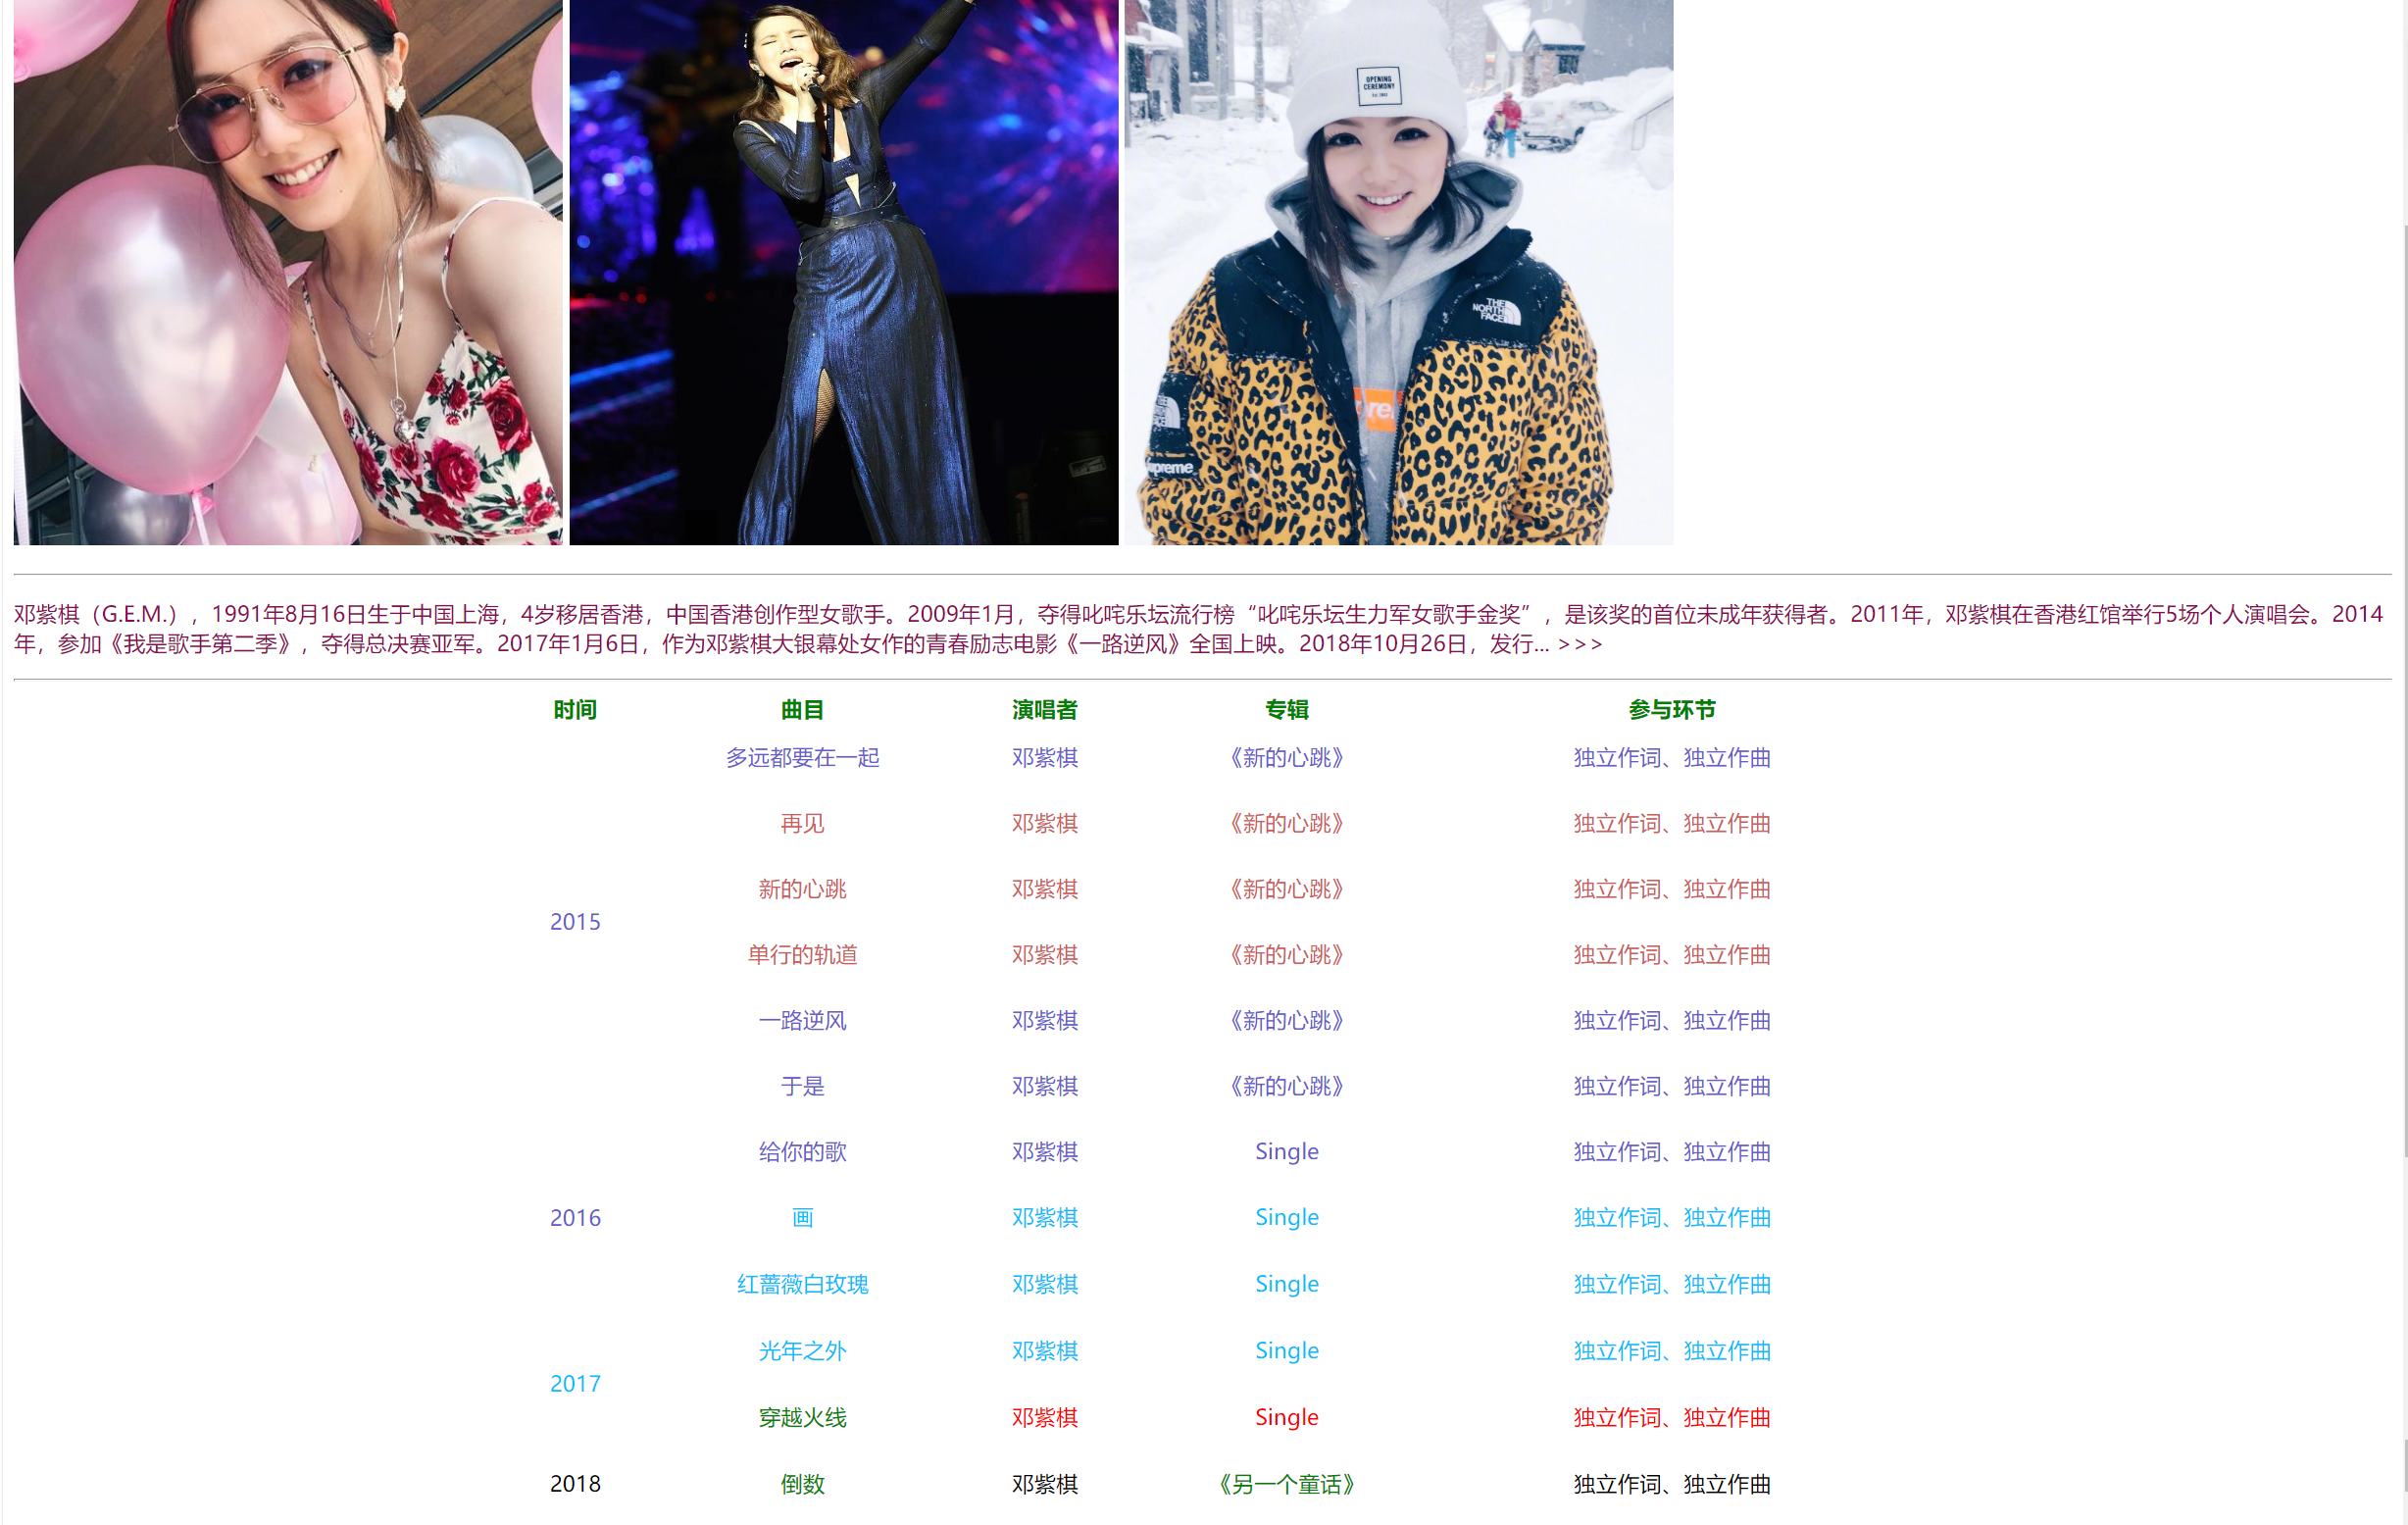 OPENING
CEREMONY
THE
NORTH
FACE
Supreme
邓紫棋（G.E.M.），1991年8月16日生于中国上海，4岁移居香港，中国香港创作型女歌手。2009年1月，夺得叱咤乐坛流行榜“叱咤乐坛生力军女歌手金奖”，是该奖的首位未成年获得者。2011年，邓紫棋在香港红馆举行5场个人演唱会。2014
年，参加《我是歌手第二季》，夺得总决赛亚军。2017年1月6日，作为邓紫棋大银幕处女作的青春励志电影《一路逆风》全国上映。2018年10月26日，发行... >>>
时间 曲目 演唱者 专辑 参与环节
多远都要在一起 邓紫棋 《新的心跳》 独立作词、独立作曲
再见 邓紫棋 《新的心跳》 独立作词、独立作曲
新的心跳 邓紫棋 《新的心跳》 独立作词、独立作曲
2015
单行的轨道 邓紫棋 《新的心跳》 独立作词、独立作曲
一路逆风 邓紫棋 《新的心跳》 独立作词、独立作曲
于是 邓紫棋 《新的心跳》 独立作词、独立作曲
给你的歌 邓紫棋 Single 独立作词、独立作曲
2016 画 邓紫棋 Single 独立作词、独立作曲
红蔷薇白玫瑰 邓紫棋 Single 独立作词、独立作曲
光年之外 邓紫棋 Single 独立作词、独立作曲
2017
穿越火线 邓紫棋 Single 独立作词、独立作曲
2018 倒数 邓紫棋 《另一个童话》 独立作词、独立作曲